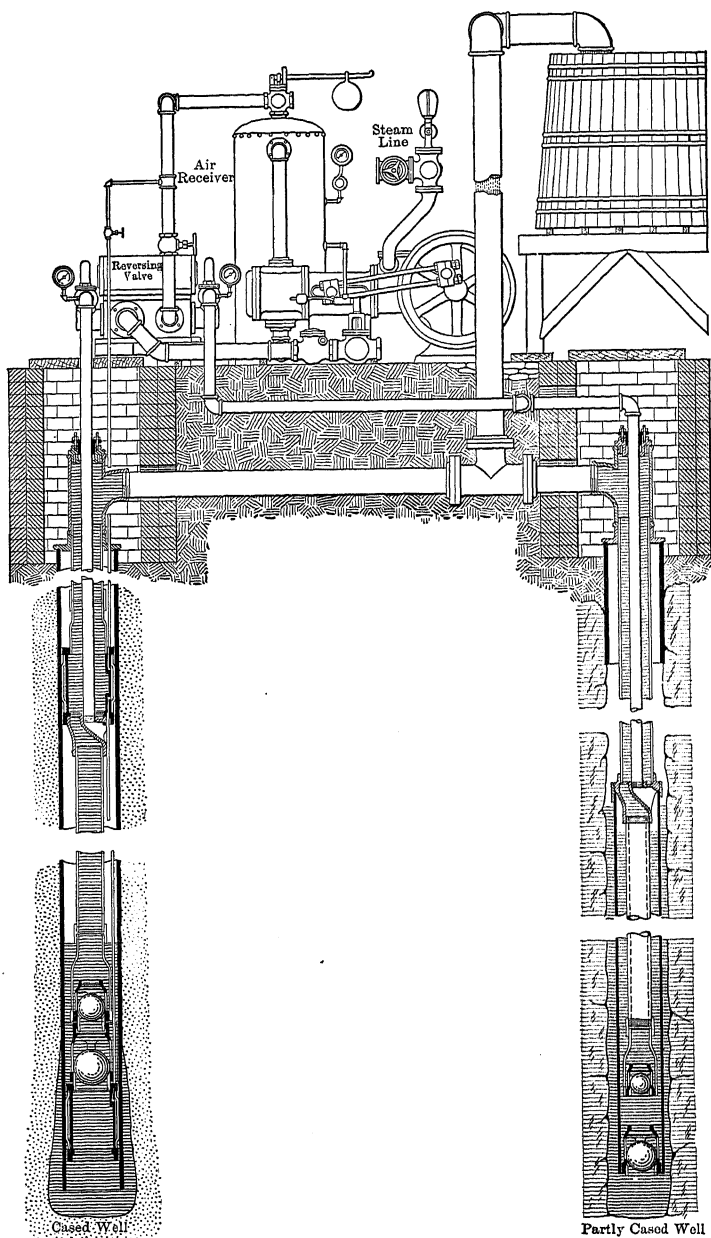 Steam
Line
Air
Receiver
Reversing
Valve
Cased Well
Partly Cased Well